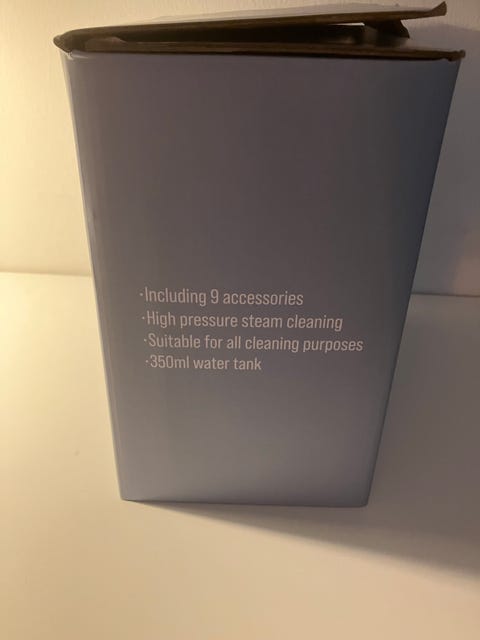 ·Including 9 accessories
·High pressure steam cleaning
·Suitable for all cleaning purposes
·350ml water tank